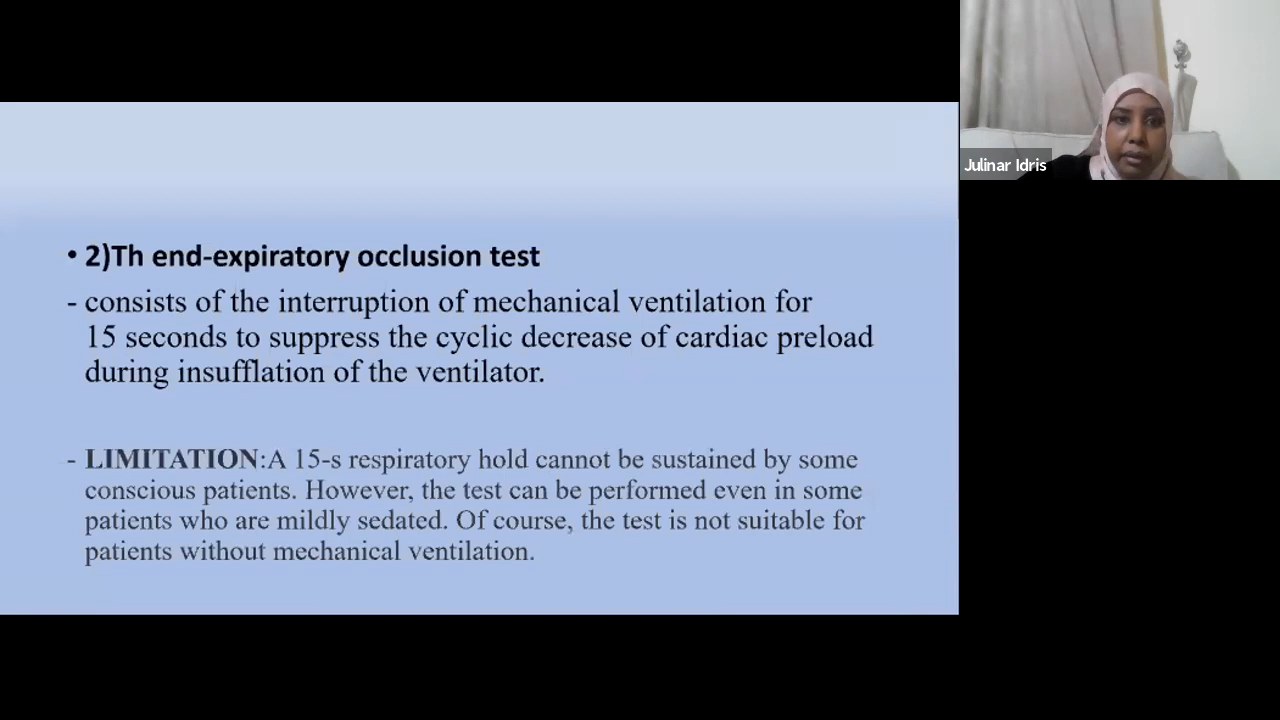 • 2)Th end-expiratory occlusion test
- consists of the interruption of mechanical ventilation for
15 seconds to suppress the cyclic decrease of cardiac preload
during insufflation of the ventilator.
- LIMITATION:A 15-s respiratory hold cannot be sustained by some
conscious patients. However, the test can be performed even in some
patients who are mildly sedated. Of course, the test is not suitable for
patients without mechanical ventilation.
Julinar Idris